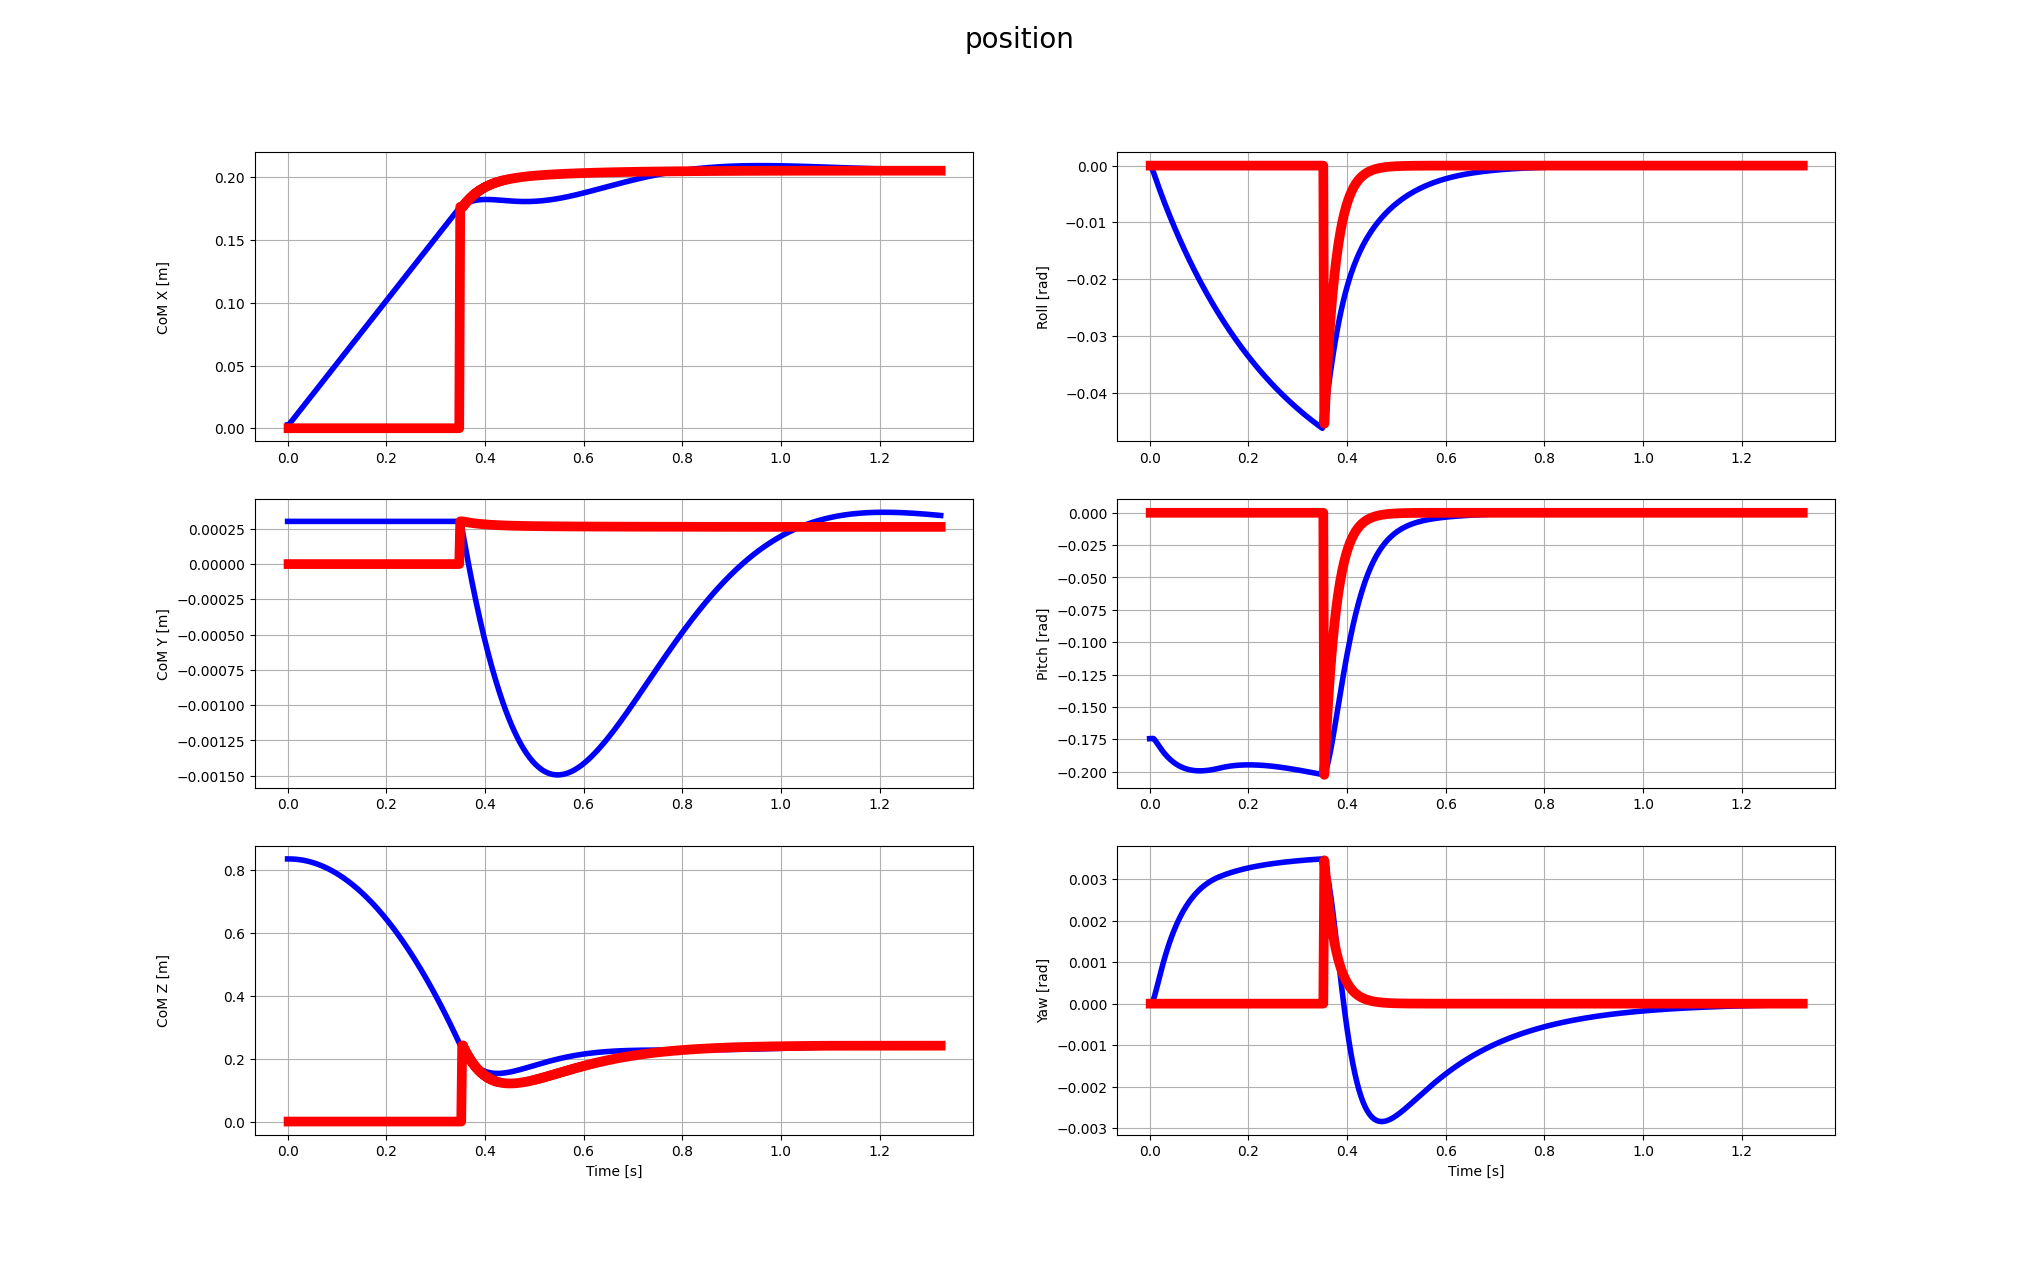 position
CoM X [m]
0.20
0.15
0.10
0.05
0.00
0.0 0.2 0.4 0.6 0.8 1.0 1.2
Roll [rad]
0.00
−0.01
−0.02
−0.03
−0.04
0.0 0.2 0.4 0.6 0.8 1.0 1.2
CoM Y [m]
0.00025
0.00000
−0.00025
−0.00050
−0.00075
−0.00100
−0.00125
−0.00150
0.0 0.2 0.4 0.6 0.8 1.0 1.2
Pitch [rad]
0.000
−0.025
−0.050
−0.075
−0.100
−0.125
−0.150
−0.175
−0.200
0.0 0.2 0.4 0.6 0.8 1.0 1.2
CoM Z [m]
0.8
0.6
0.4
0.2
0.0
0.0 0.2 0.4 0.6 0.8 1.0 1.2
Time [s]
Yaw [rad]
0.003
0.002
0.001
0.000
−0.001
−0.002
−0.003
0.0 0.2 0.4 0.6 0.8 1.0 1.2
Time [s]